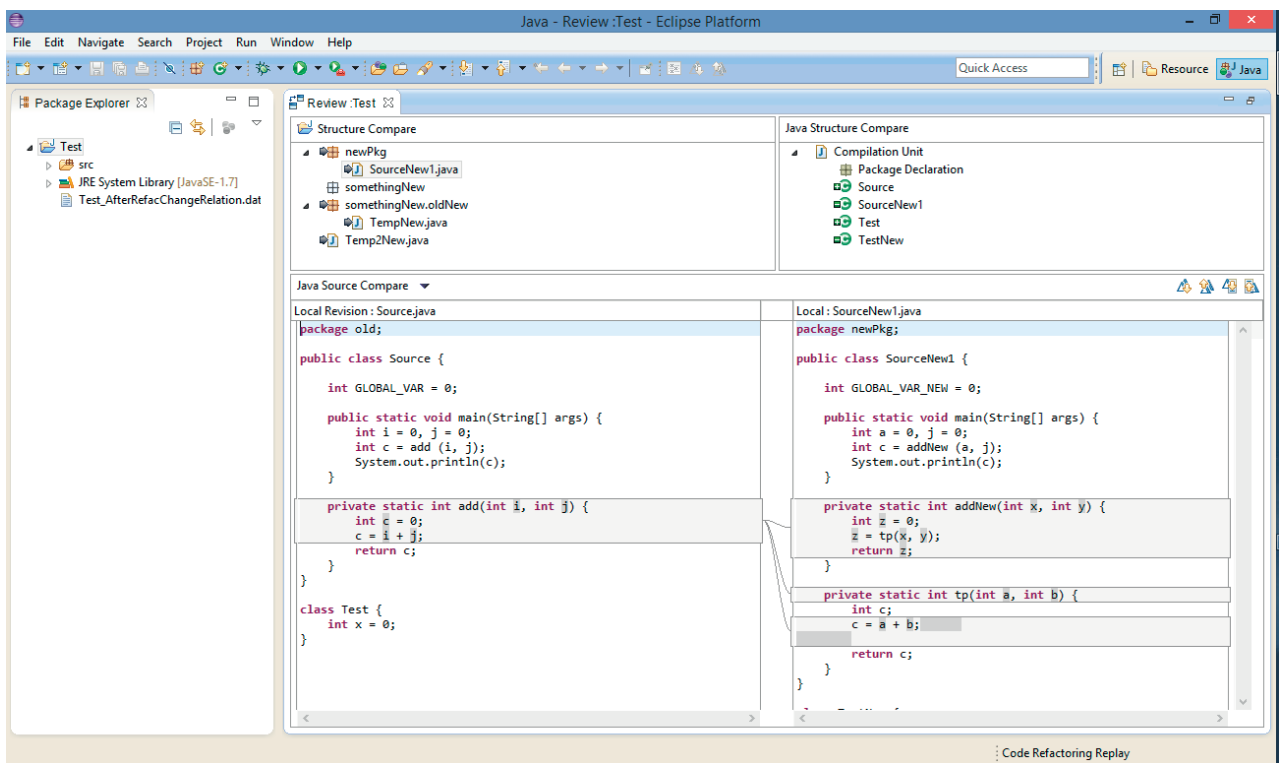 Java - Review :Test - Eclipse Platform
File Edit Navigate Search Project Run Window Help
Quick Access
Resource
Java
Package Explorer
Test
src
JRE System Library [JavaSE-1.7]
Test_AfterRefacChangeRelation.dat
Review :Test
Structure Compare
newPkg
SourceNew1.java
somethingNew
somethingNew.oldNew
TempNew.java
Temp2New.java
Java Structure Compare
Compilation Unit
Package Declaration
Source
SourceNew1
Test
TestNew
Java Source Compare
Local Revision : Source.java
package old;
public class Source {
int GLOBAL_VAR = 0;
public static void main(String[] args) {
int i = 0, j = 0;
int c = add (i, j);
System.out.println(c);
}
private static int add(int i, int j) {
int c = 0;
c = i + j;
return c;
}
}
class Test {
int x = 0;
}
Local : SourceNew1.java
package newPkg;
public class SourceNew1 {
int GLOBAL_VAR_NEW = 0;
public static void main(String[] args) {
int a = 0, j = 0;
int c = addNew (a, j);
System.out.println(c);
}
private static int addNew(int x, int y) {
int z = 0;
z = tp(x, y);
return z;
}
private static int tp(int a, int b) {
int c;
c = a + b;
return c;
}
}
Code Refactoring Replay